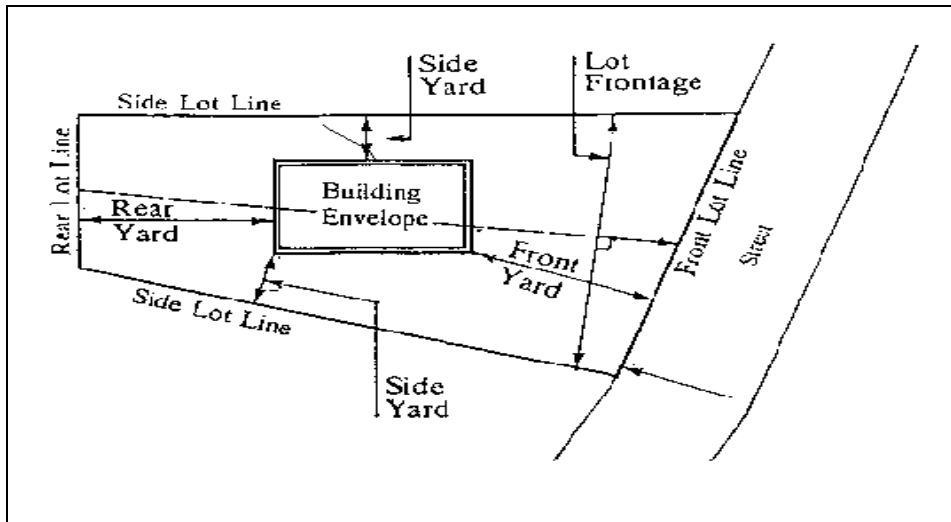 Side
Yard
Lot
Frontage
Side Lot Line
Rear Lot Line
Building
Envelope
Rear
Yard
Front
Yard
Front Lot Line
Street
Side Lot Line
Side
Yard